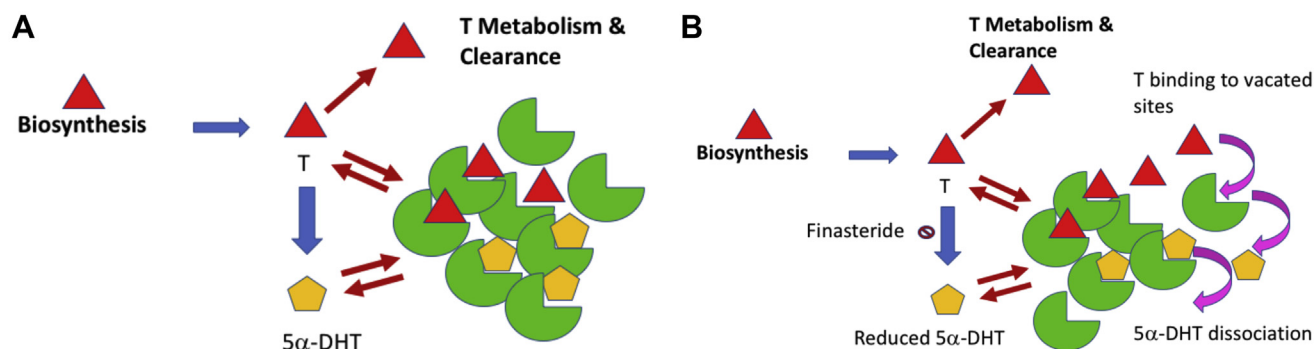 A
T Metabolism &
Clearance
Biosynthesis
T
5α-DHT
B
T Metabolism &
Clearance
T binding to vacated
sites
Biosynthesis
T
Finasteride
Reduced 5α-DHT
5α-DHT dissociation